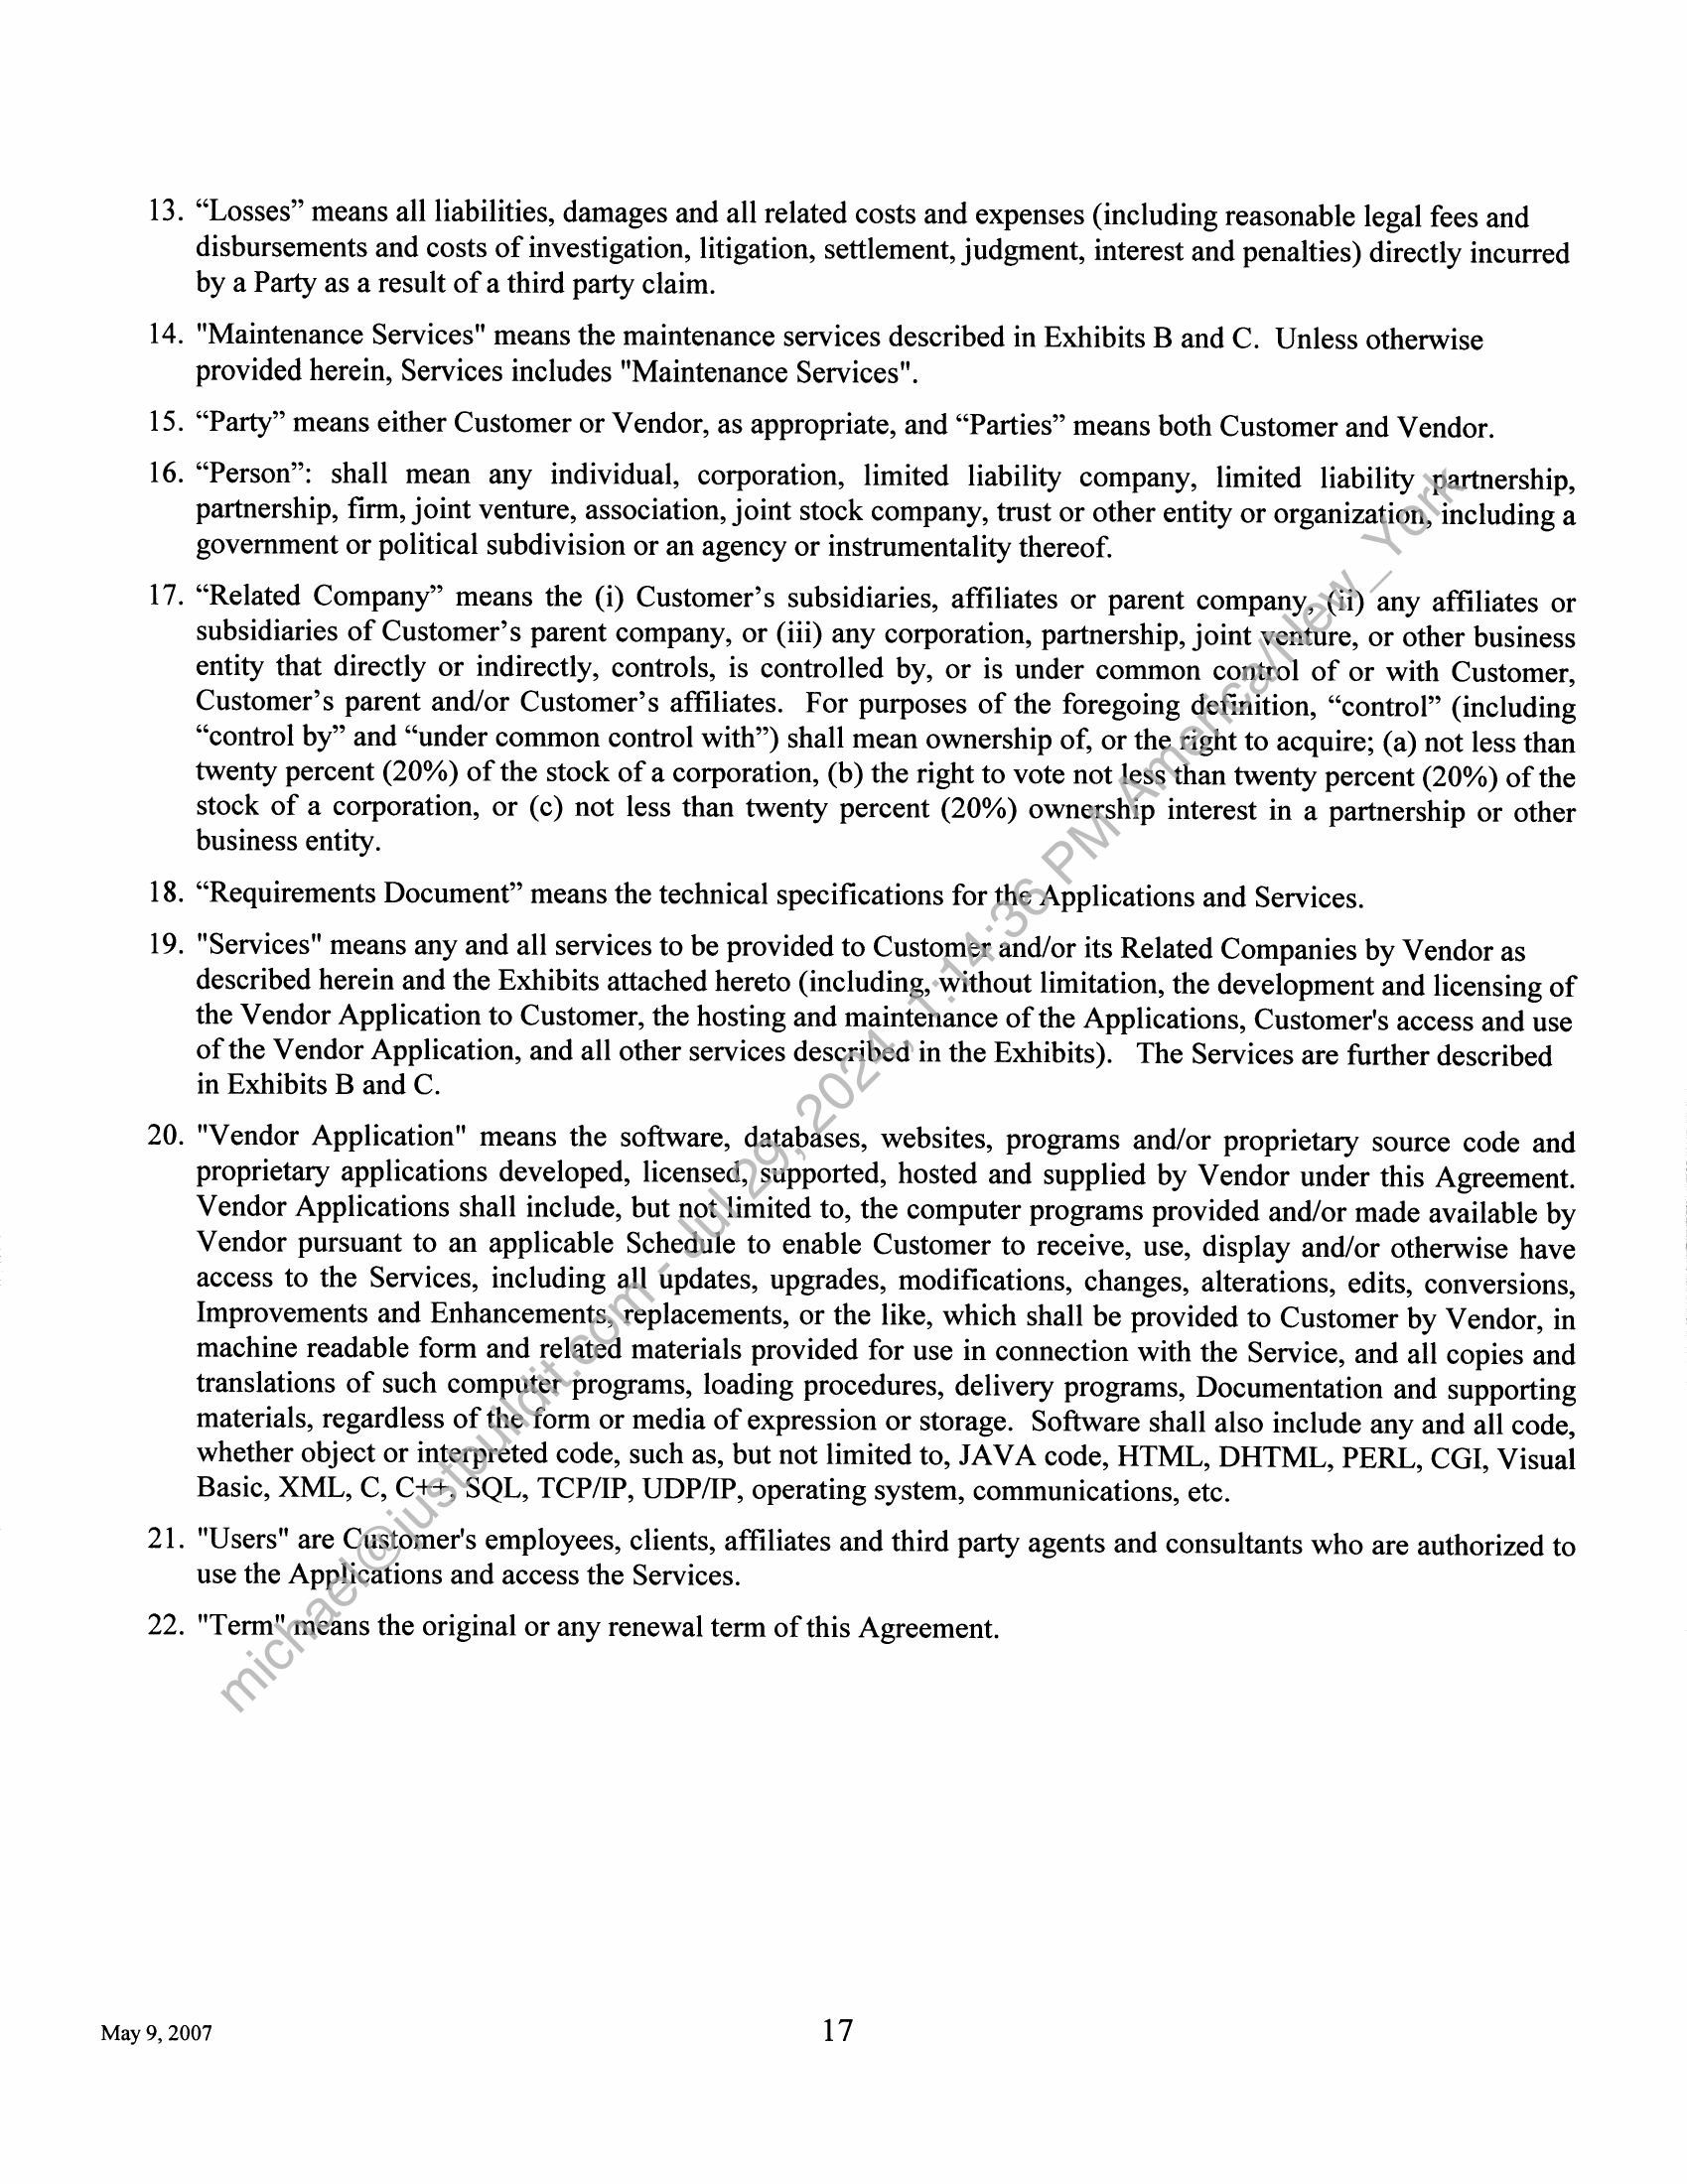 13. “Losses” means all liabilities, damages and all related costs and expenses (including reasonable legal fees and
disbursements and costs of investigation, litigation, settlement, judgment, interest and penalties) directly incurred
by a Party as a result of a third party claim.
14. "Maintenance Services" means the maintenance services described in Exhibits B and C. Unless otherwise
provided herein, Services includes "Maintenance Services".
15. “Party” means either Customer or Vendor, as appropriate, and “Parties” means both Customer and Vendor.
16. “Person”: shall mean any individual, corporation, limited liability company, limited liability partnership,
partnership, firm, joint venture, association, joint stock company, trust or other entity or organization, including a
government or political subdivision or an agency or instrumentality thereof.
17. “Related Company” means the (i) Customer’s subsidiaries, affiliates or parent company, (ii) any affiliates or
subsidiaries of Customer’s parent company, or (iii) any corporation, partnership, joint venture, or other business
entity that directly or indirectly, controls, is controlled by, or is under common control of or with Customer,
Customer’s parent and/or Customer’s affiliates. For purposes of the foregoing definition, “control” (including
“control by” and “under common control with”) shall mean ownership of, or the right to acquire; (a) not less than
twenty percent (20%) of the stock of a corporation, (b) the right to vote not less than twenty percent (20%) of the
stock of a corporation, or (c) not less than twenty percent (20%) ownership interest in a partnership or other
business entity.
18. “Requirements Document” means the technical specifications for the Applications and Services.
19. "Services" means any and all services to be provided to Customer and/or its Related Companies by Vendor as
described herein and the Exhibits attached hereto (including, without limitation, the development and licensing of
the Vendor Application to Customer, the hosting and maintenance of the Applications, Customer's access and use
of the Vendor Application, and all other services described in the Exhibits). The Services are further described
in Exhibits B and C.
20. "Vendor Application" means the software, databases, websites, programs and/or proprietary source code and
proprietary applications developed, licensed, supported, hosted and supplied by Vendor under this Agreement.
Vendor Applications shall include, but not limited to, the computer programs provided and/or made available by
Vendor pursuant to an applicable Schedule to enable Customer to receive, use, display and/or otherwise have
access to the Services, including all updates, upgrades, modifications, changes, alterations, edits, conversions,
Improvements and Enhancements, replacements, or the like, which shall be provided to Customer by Vendor, in
machine readable form and related materials provided for use in connection with the Service, and all copies and
translations of such computer programs, loading procedures, delivery programs, Documentation and supporting
materials, regardless of the form or media of expression or storage. Software shall also include any and all code,
whether object or interpreted code, such as, but not limited to, JAVA code, HTML, DHTML, PERL, CGI, Visual
Basic, XML, C, C++, SQL, TCP/IP, UDP/IP, operating system, communications, etc.
21. "Users" are Customer's employees, clients, affiliates and third party agents and consultants who are authorized to
use the Applications and access the Services.
22. "Term" means the original or any renewal term of this Agreement.
michael@justbuildit.com - Jul 29, 2024, 1:14:36 PM America/New_York
May 9, 2007
17